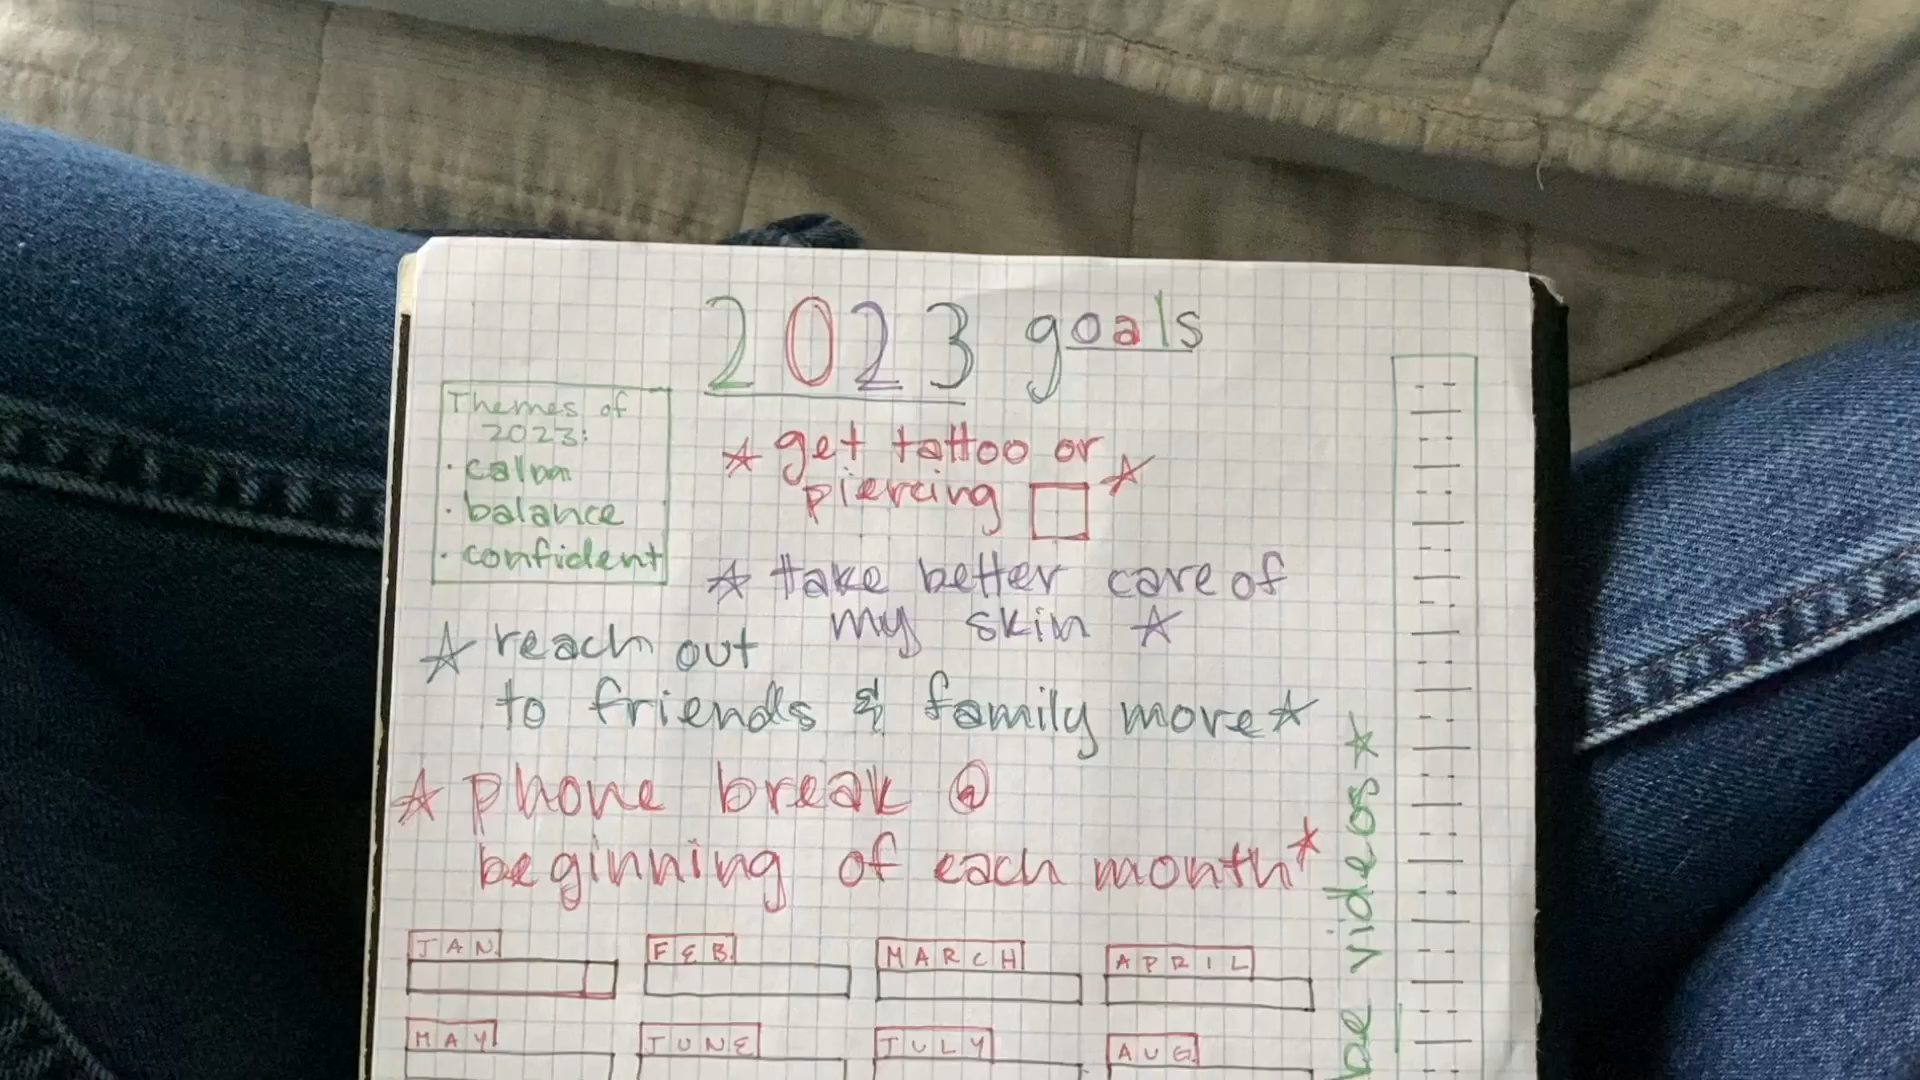 2023 goals
Themes of
2023:
· calm
· balance
· confident
☆ get tattoo or ☆
piercing
☆ take better care of
my skin ☆
☆ reach out
to friends & family more ☆
☆ phone break @
beginning of each month ☆
JAN FEB MARCH APRIL
MAY JUNE JULY AUG
be videos ☆